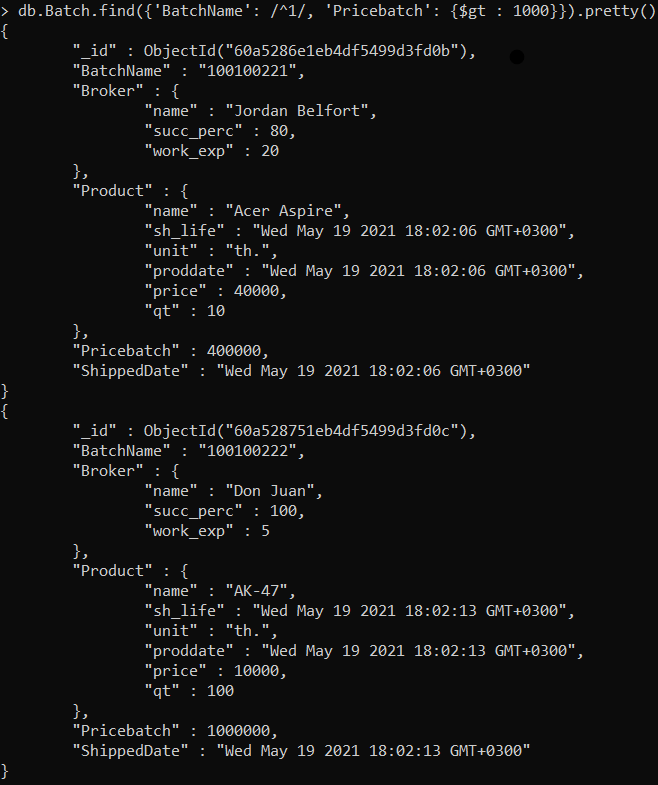 > db.Batch.find({'BatchName': /^1/, 'Pricebatch': {$gt : 1000}}).pretty()
{
        "_id" : ObjectId("60a5286e1eb4df5499d3fd0b"),
        "BatchName" : "100100221",
        "Broker" : {
                "name" : "Jordan Belfort",
                "succ_perc" : 80,
                "work_exp" : 20
        },
        "Product" : {
                "name" : "Acer Aspire",
                "sh_life" : "Wed May 19 2021 18:02:06 GMT+0300",
                "unit" : "th.",
                "proddate" : "Wed May 19 2021 18:02:06 GMT+0300",
                "price" : 40000,
                "qt" : 10
        },
        "Pricebatch" : 400000,
        "ShippedDate" : "Wed May 19 2021 18:02:06 GMT+0300"
}
{
        "_id" : ObjectId("60a528751eb4df5499d3fd0c"),
        "BatchName" : "100100222",
        "Broker" : {
                "name" : "Don Juan",
                "succ_perc" : 100,
                "work_exp" : 5
        },
        "Product" : {
                "name" : "AK-47",
                "sh_life" : "Wed May 19 2021 18:02:13 GMT+0300",
                "unit" : "th.",
                "proddate" : "Wed May 19 2021 18:02:13 GMT+0300",
                "price" : 10000,
                "qt" : 100
        },
        "Pricebatch" : 1000000,
        "ShippedDate" : "Wed May 19 2021 18:02:13 GMT+0300"
}